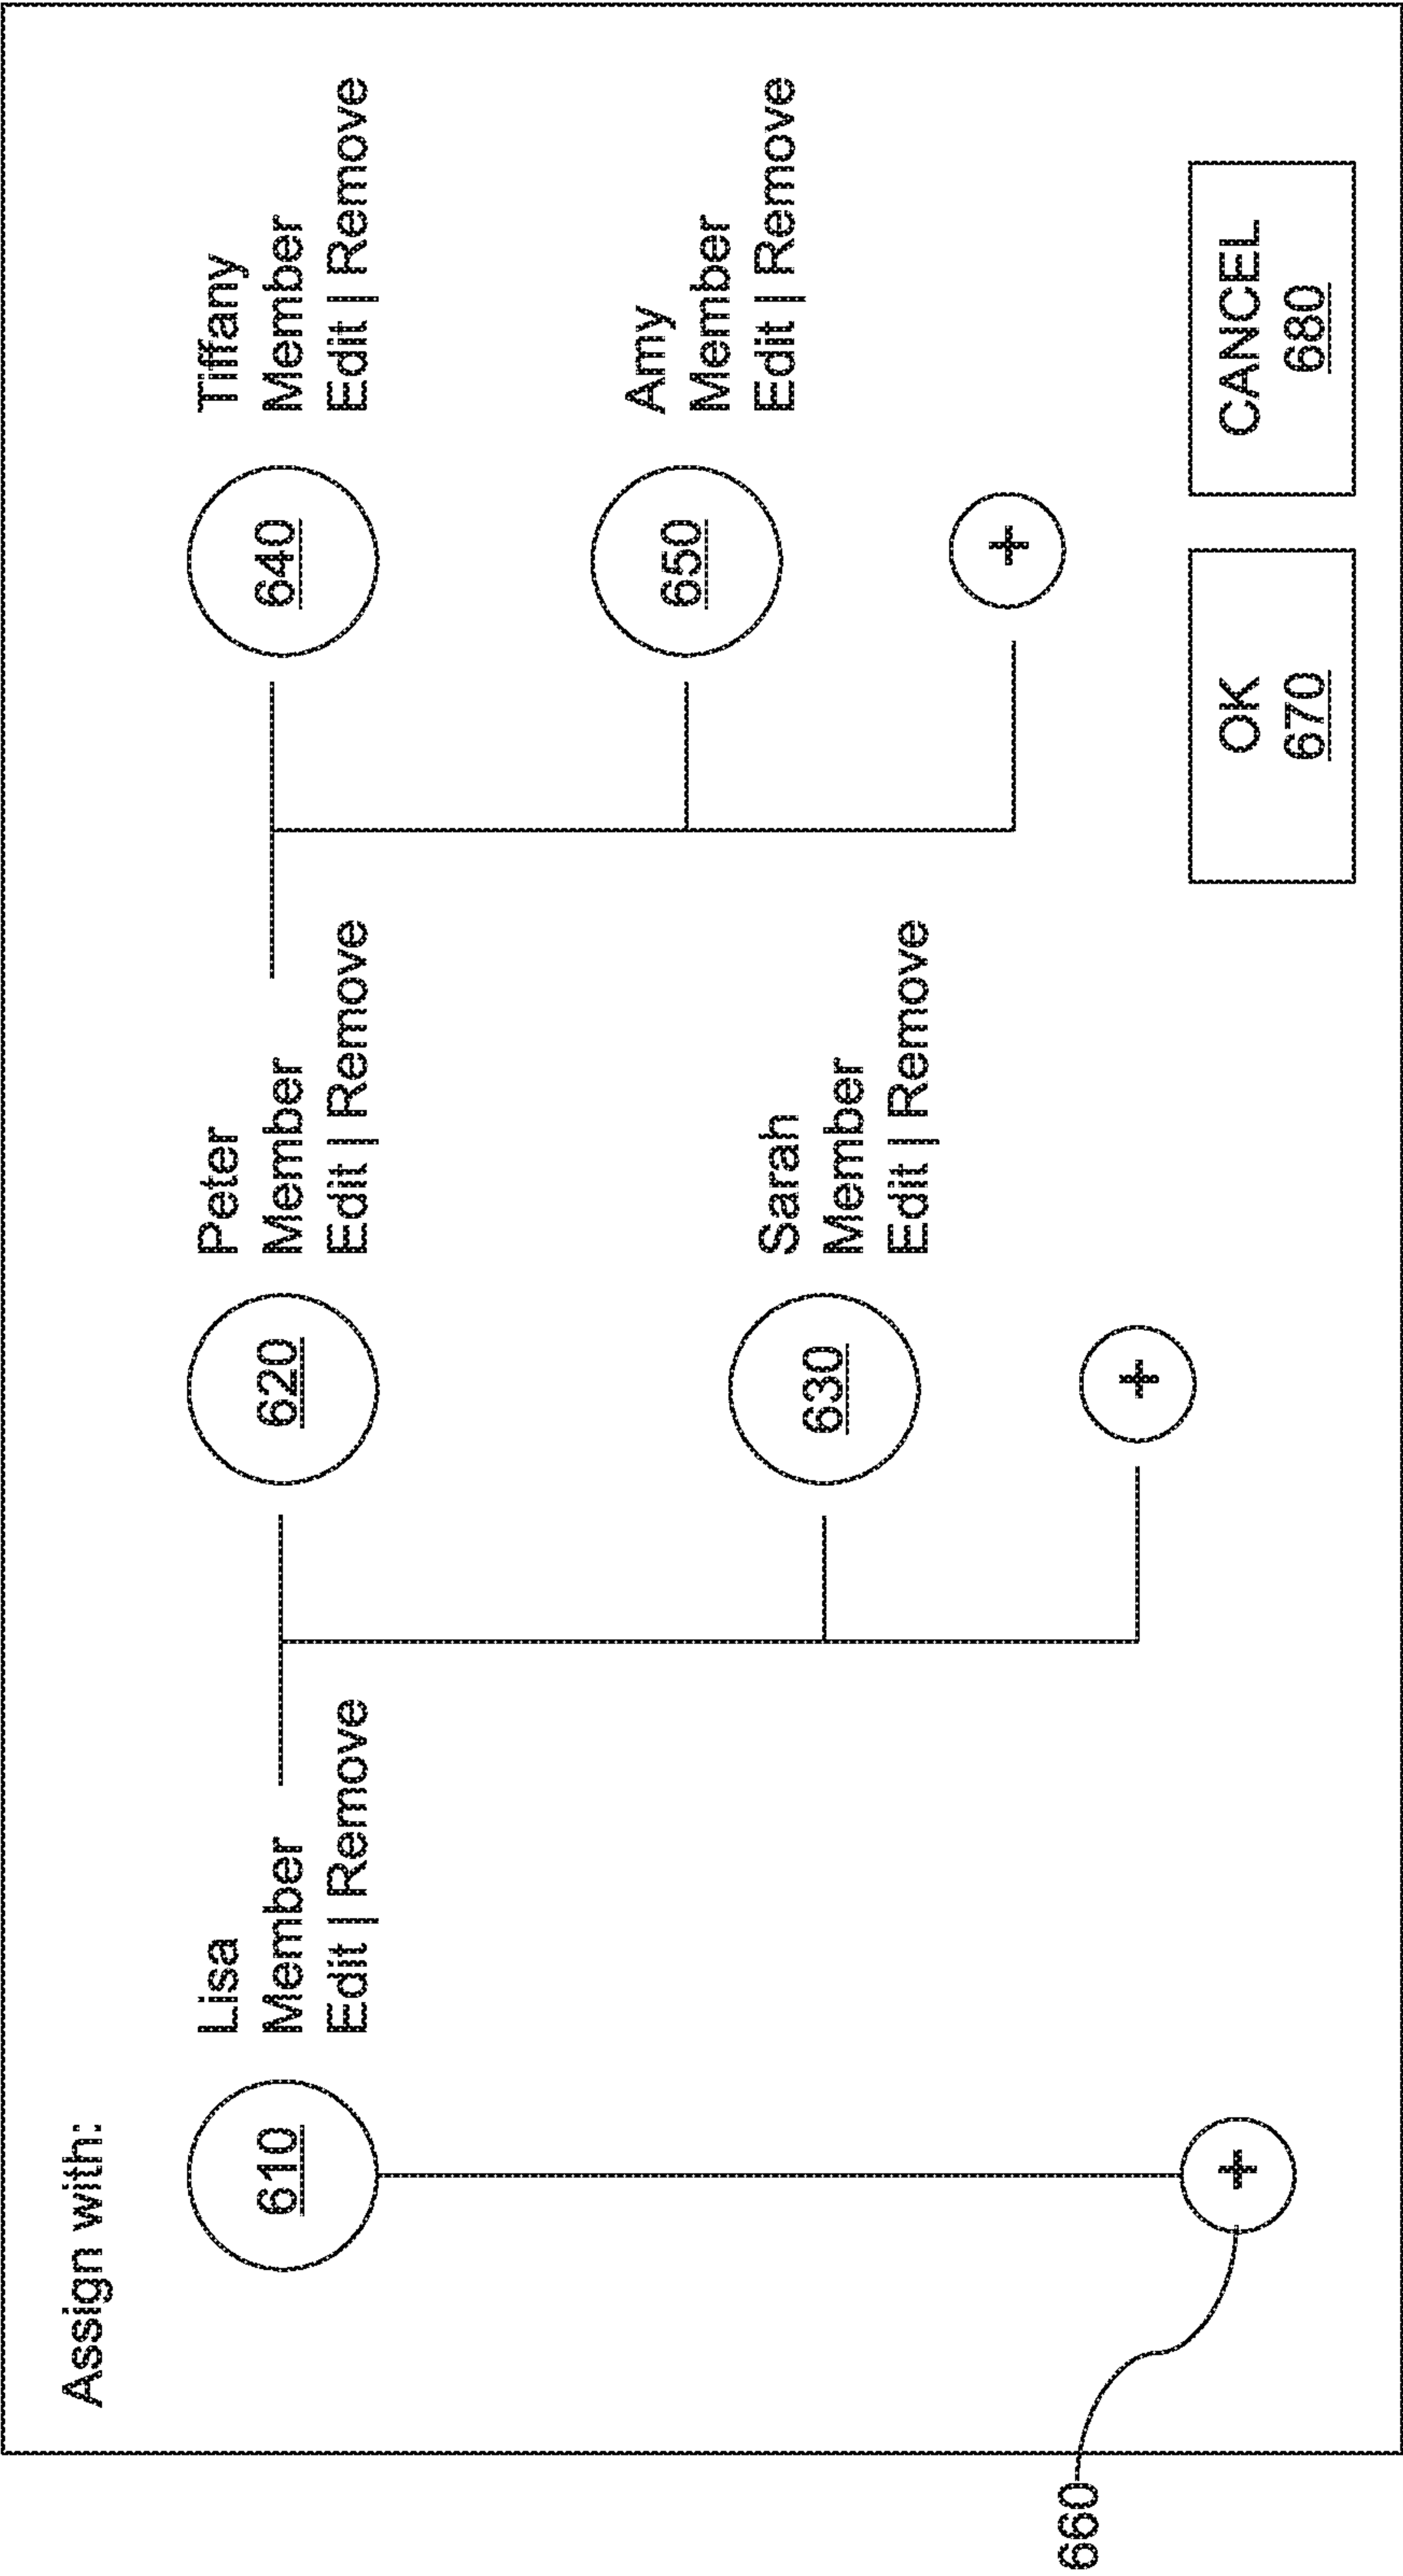 Assign with:
610
Lisa
Member
Edit | Remove
620
Peter
Member
Edit | Remove
640
Tiffany
Member
Edit | Remove
650
Amy
Member
Edit | Remove
630
Sarah
Member
Edit | Remove
+
+
+
660
OK
670
CANCEL
680